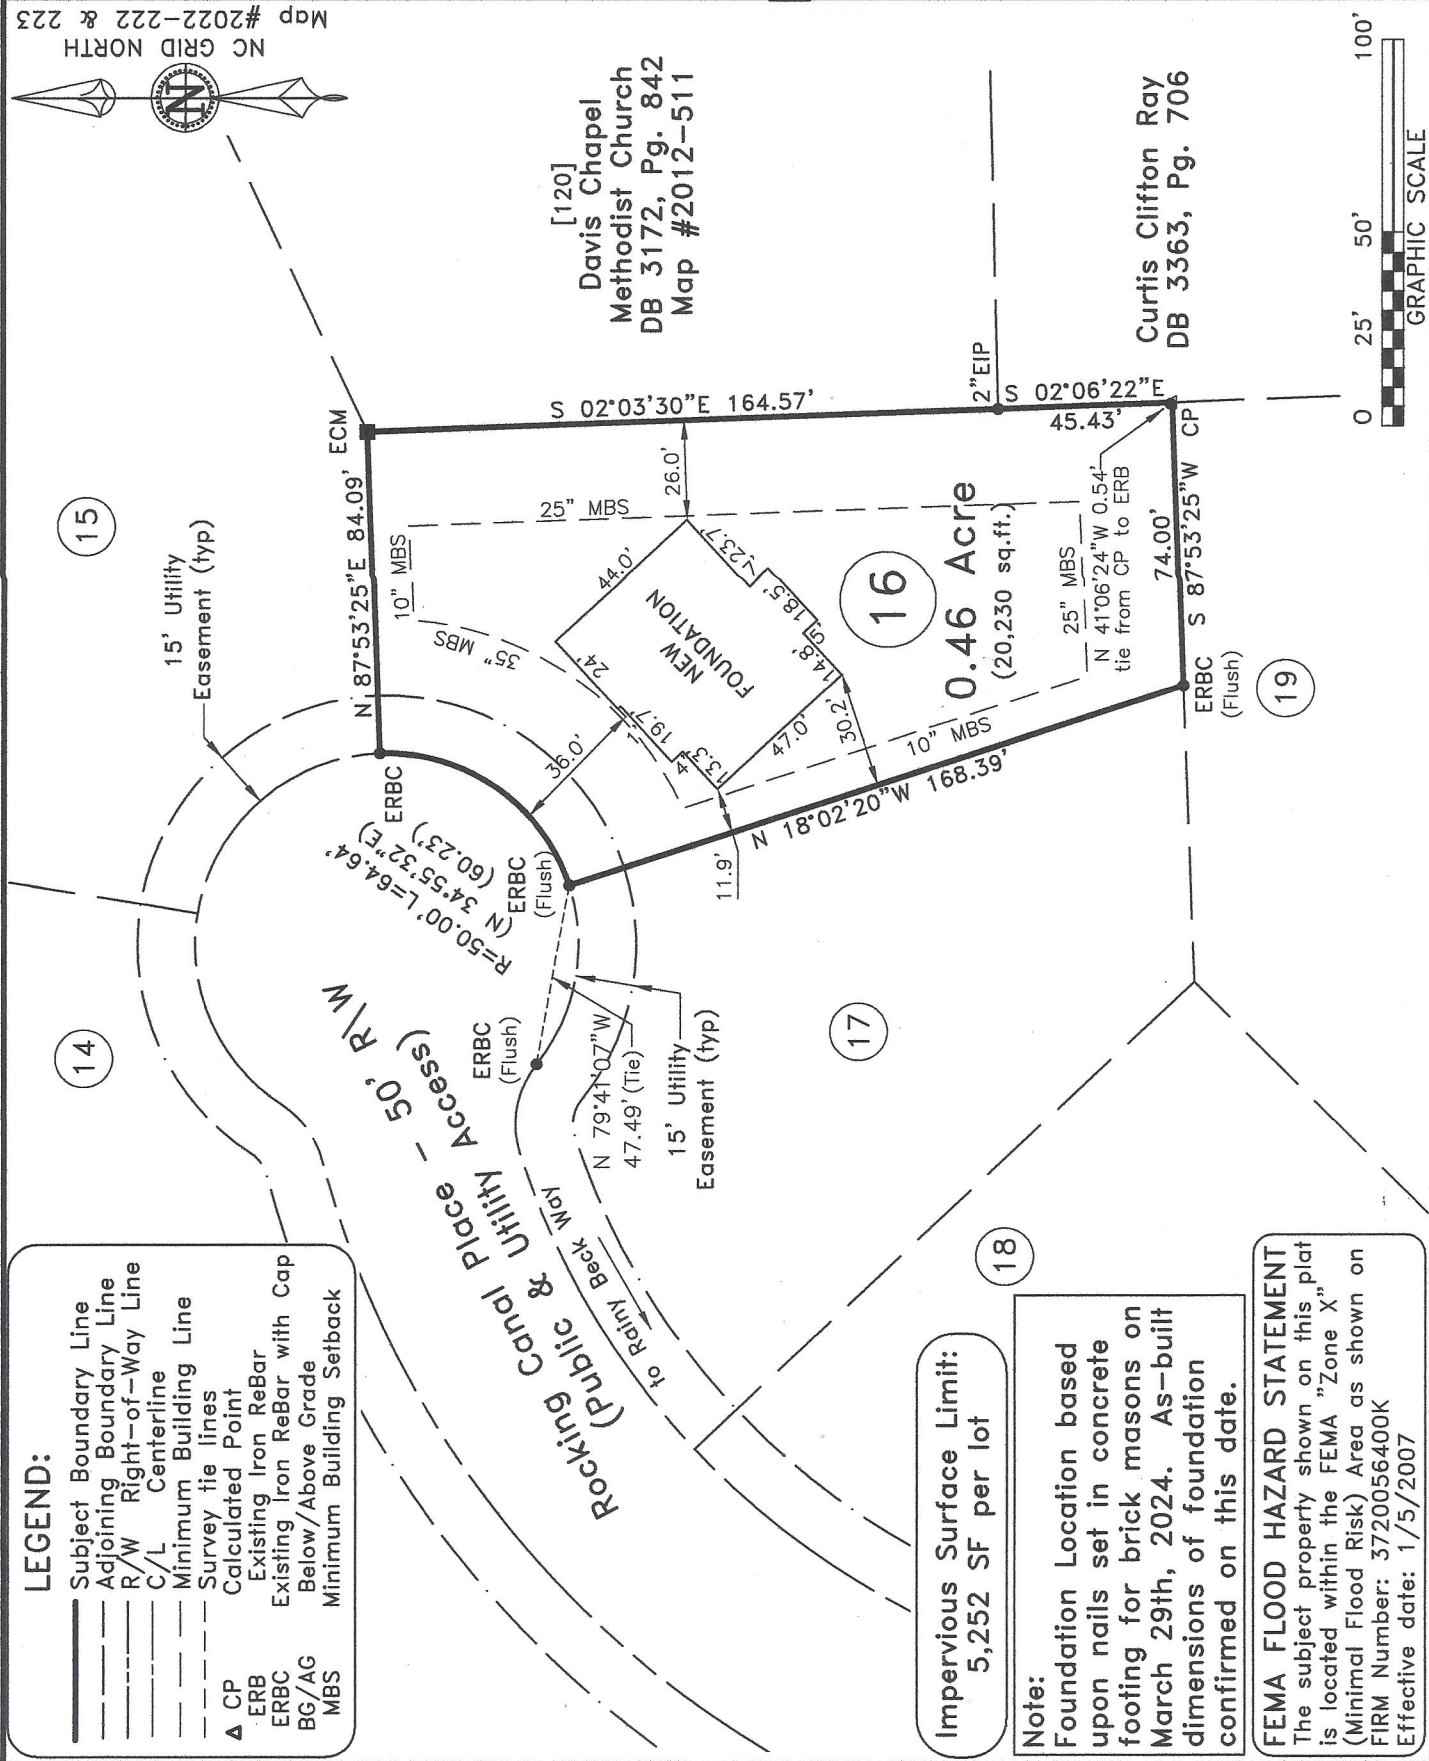 LEGEND:
Subject Boundary Line
Adjoining Boundary Line
R/W Right-of-Way Line
C/L Centerline
Minimum Building Line
Survey tie lines
CP Calculated Point
ERB Existing Iron ReBar
ERBC Existing Iron ReBar with Cap
BG/AG Below/Above Grade
MBS Minimum Building Setback
14
15
15' Utility
Easement (typ)
NC GRID NORTH
Map #2022-222 & 223
N
ECM
N 87°53'25"E 84.09'
ERBC
10" MBS
35" MBS
25" MBS
S 02°03'30"E 164.57'
[120]
Davis Chapel
Methodist Church
DB 3172, Pg. 842
Map #2012-511
R=50.00' L=64.64'
(N 34°55'32"E)
(60.23')
ERBC
(Flush)
ERBC
(Flush)
Rocking Canal Place - 50' R\W
(Public & Utility Access)
to Rainy Beck Way
N 79°41'07"W
47.49' (Tie)
15' Utility
Easement (typ)
36.0'
26.0'
44.0'
24'
1'
19.7'
4'
13.3'
47.0'
14.8'
5'
18.5'
23.7'
NEW
FOUNDATION
11.9'
30.2'
N 18°02'20"W 168.39'
10" MBS
16
0.46 Acre
(20,230 sq.ft.)
2"EIP
S 02°06'22"E
45.43'
25" MBS
N 41°06'24"W 0.54'
tie from CP to ERB
74.00'
S 87°53'25"W
CP
ERBC
(Flush)
Curtis Clifton Ray
DB 3363, Pg. 706
17
18
19
Impervious Surface Limit:
5,252 SF per lot
Note:
Foundation Location based
upon nails set in concrete
footing for brick masons on
March 29th, 2024. As-built
dimensions of foundation
confirmed on this date.
FEMA FLOOD HAZARD STATEMENT
The subject property shown on this plat
is located within the FEMA "Zone X"
(Minimal Flood Risk) Area as shown on
FIRM Number: 3720056400K
Effective date: 1/5/2007
0 25' 50' 100'
GRAPHIC SCALE